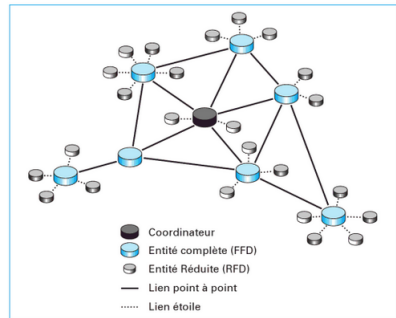 Coordinateur
Entité complète (FFD)
Entité Réduite (RFD)
Lien point à point
Lien étoile